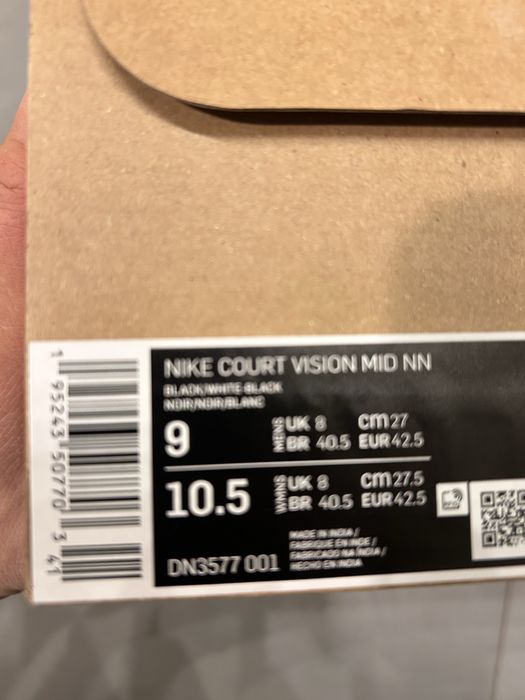 NIKE COURT VISION MID NN
BLACK/WHITE-BLACK
NOIR/NOIR/BLANC
9 MENS UK 8 cm 27
BR 40.5 EUR 42.5
10.5 WMNS UK 8 cm 27.5
BR 40.5 EUR 42.5
MADE IN INDIA /
FABRIQUE EN INDE /
FABRICADO NA ÍNDIA /
HECHO EN INDIA
DN3577 001
1 95243 50770 3 41